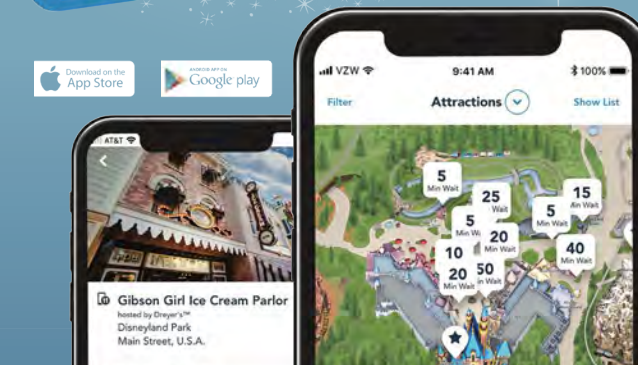 Download on the
App Store
ANDROID APP ON
Google play
AT&T
Gibson Girl Ice Cream Parlor
hosted by Dreyer's™
Disneyland Park
Main Street, U.S.A.
VZW
9:41 AM
100%
Filter
Attractions
Show List
5
Min Wait
25
Wait
5
Min Wait
15
Min Wait
5
Min
20
Min Wait
10
Min Wait
40
Min Wait
20
Min Wait
50
in Wait